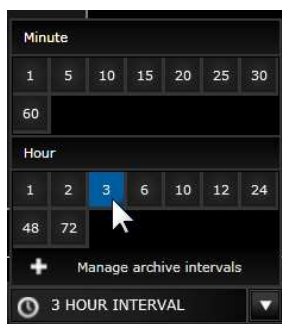 Minute
1 5 10 15 20 25 30
60
Hour
1 2 3 6 10 12 24
48 72
Manage archive intervals
3 HOUR INTERVAL